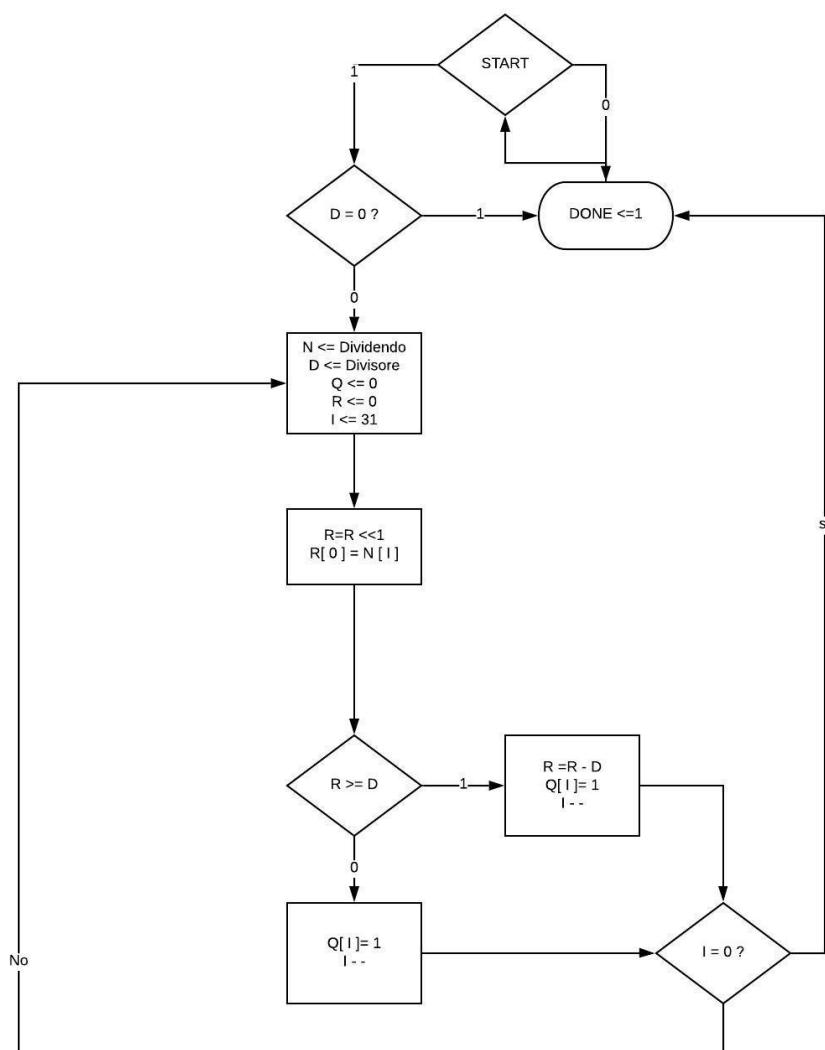 START
1
0
D = 0 ?
1
DONE <=1
0
N <= Dividendo
D <= Divisore
Q <= 0
R <= 0
I <= 31
R=R <<1
R[ 0 ] = N [ I ]
s
R >= D
1
R =R - D
Q[ I ]= 1
I - -
0
Q[ I ]= 1
I - -
I = 0 ?
No